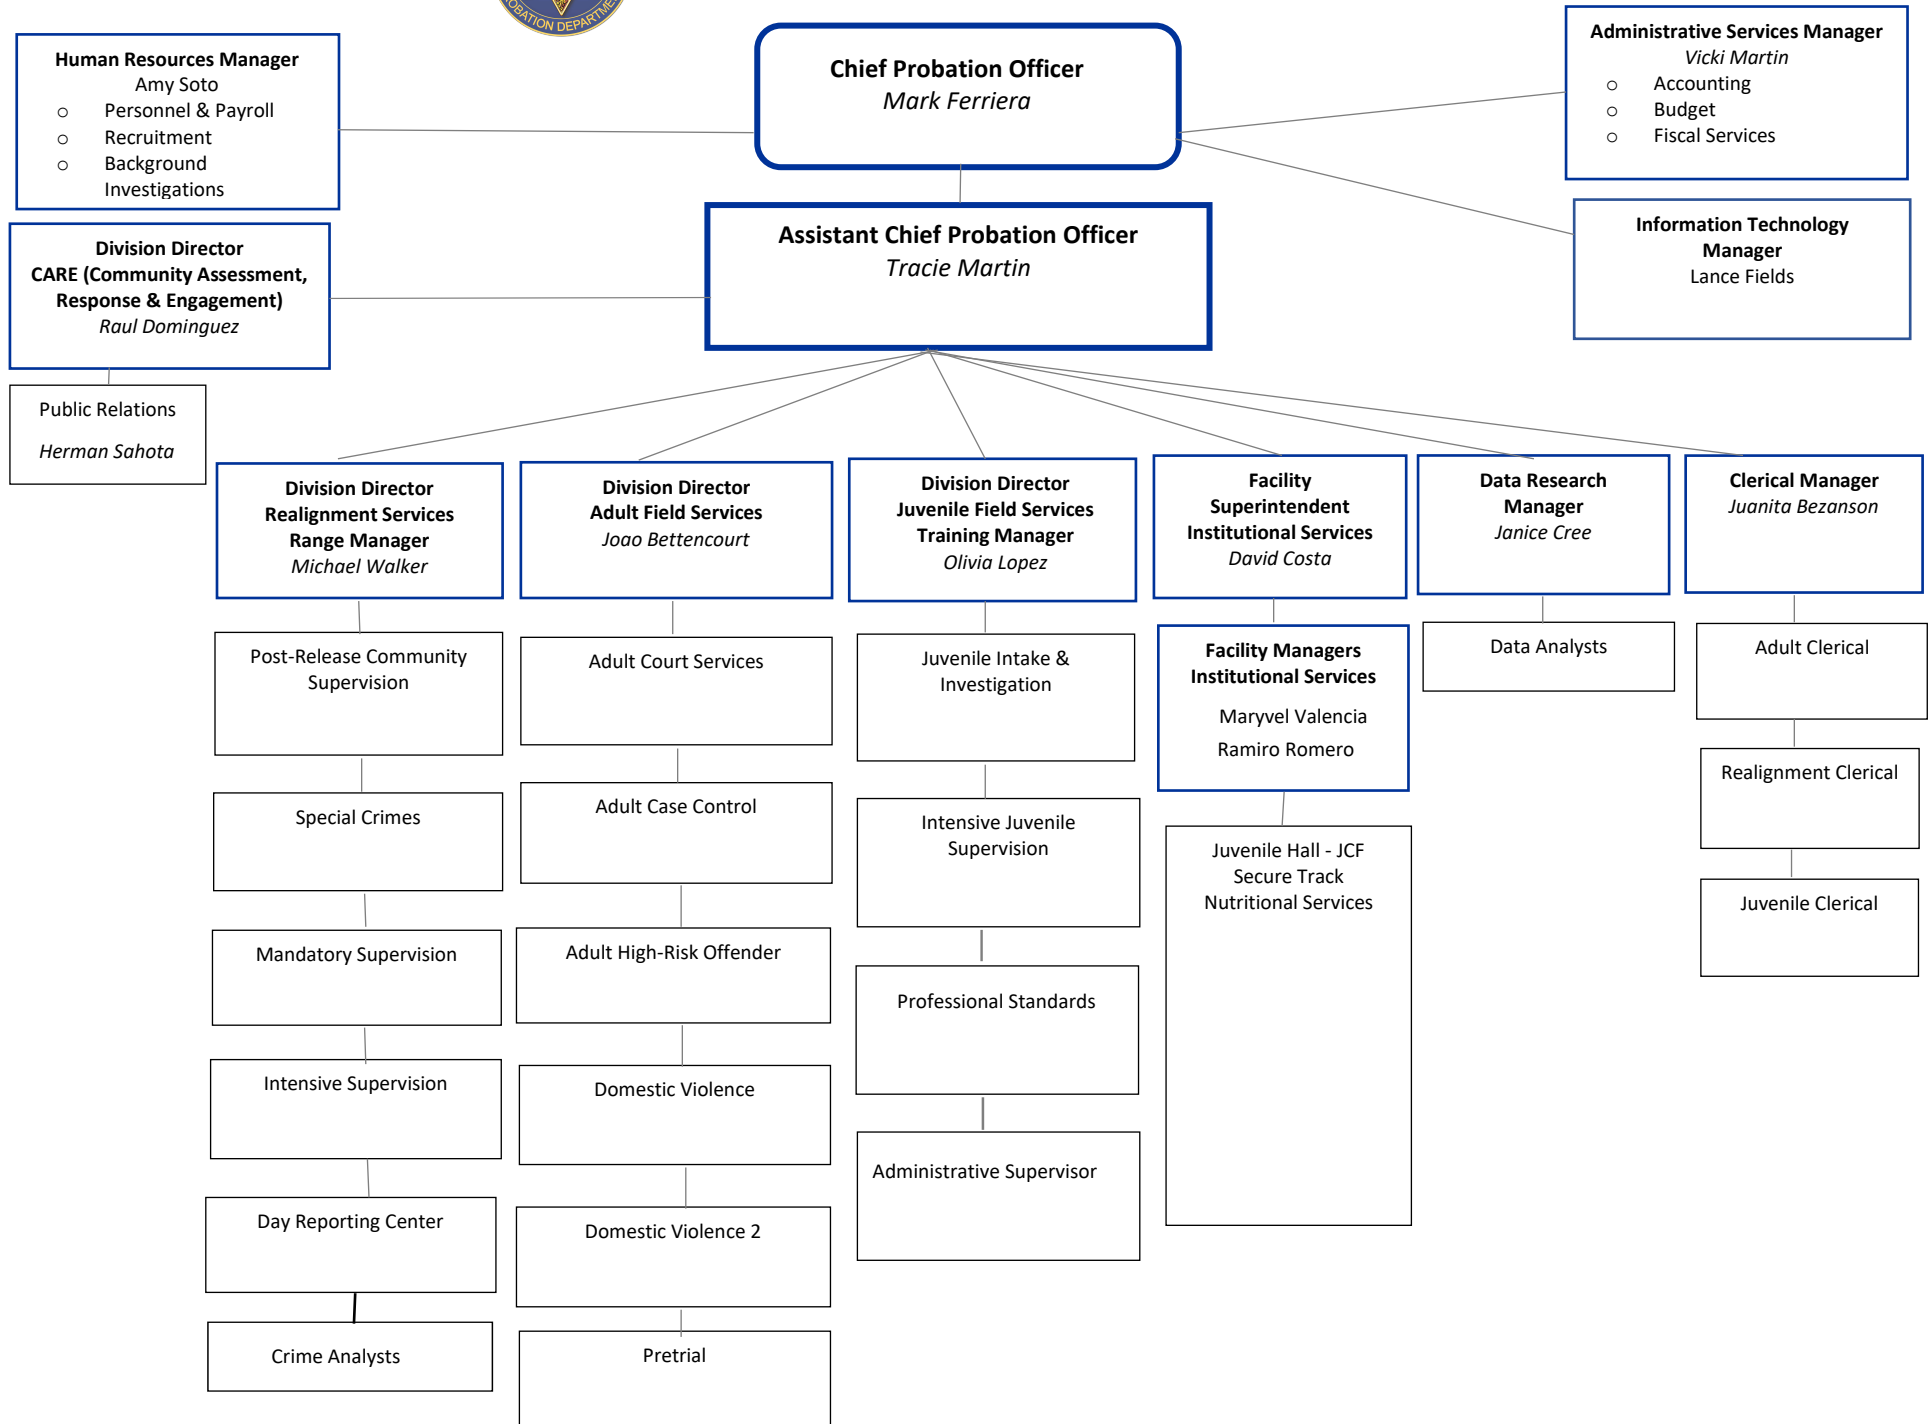 PROBATION DEPARTMENT
Human Resources Manager
Amy Soto
o Personnel & Payroll
o Recruitment
o Background
Investigations
Chief Probation Officer
Mark Ferriera
Administrative Services Manager
Vicki Martin
o Accounting
o Budget
o Fiscal Services
Division Director
CARE (Community Assessment,
Response & Engagement)
Raul Dominguez
Assistant Chief Probation Officer
Tracie Martin
Information Technology
Manager
Lance Fields
Public Relations
Herman Sahota
Division Director
Realignment Services
Range Manager
Michael Walker
Division Director
Adult Field Services
Joao Bettencourt
Division Director
Juvenile Field Services
Training Manager
Olivia Lopez
Facility
Superintendent
Institutional Services
David Costa
Data Research
Manager
Janice Cree
Clerical Manager
Juanita Bezanson
Post-Release Community
Supervision
Special Crimes
Mandatory Supervision
Intensive Supervision
Day Reporting Center
Crime Analysts
Adult Court Services
Adult Case Control
Adult High-Risk Offender
Domestic Violence
Domestic Violence 2
Pretrial
Juvenile Intake &
Investigation
Intensive Juvenile
Supervision
Professional Standards
Administrative Supervisor
Facility Managers
Institutional Services
Maryvel Valencia
Ramiro Romero
Juvenile Hall - JCF
Secure Track
Nutritional Services
Data Analysts
Adult Clerical
Realignment Clerical
Juvenile Clerical